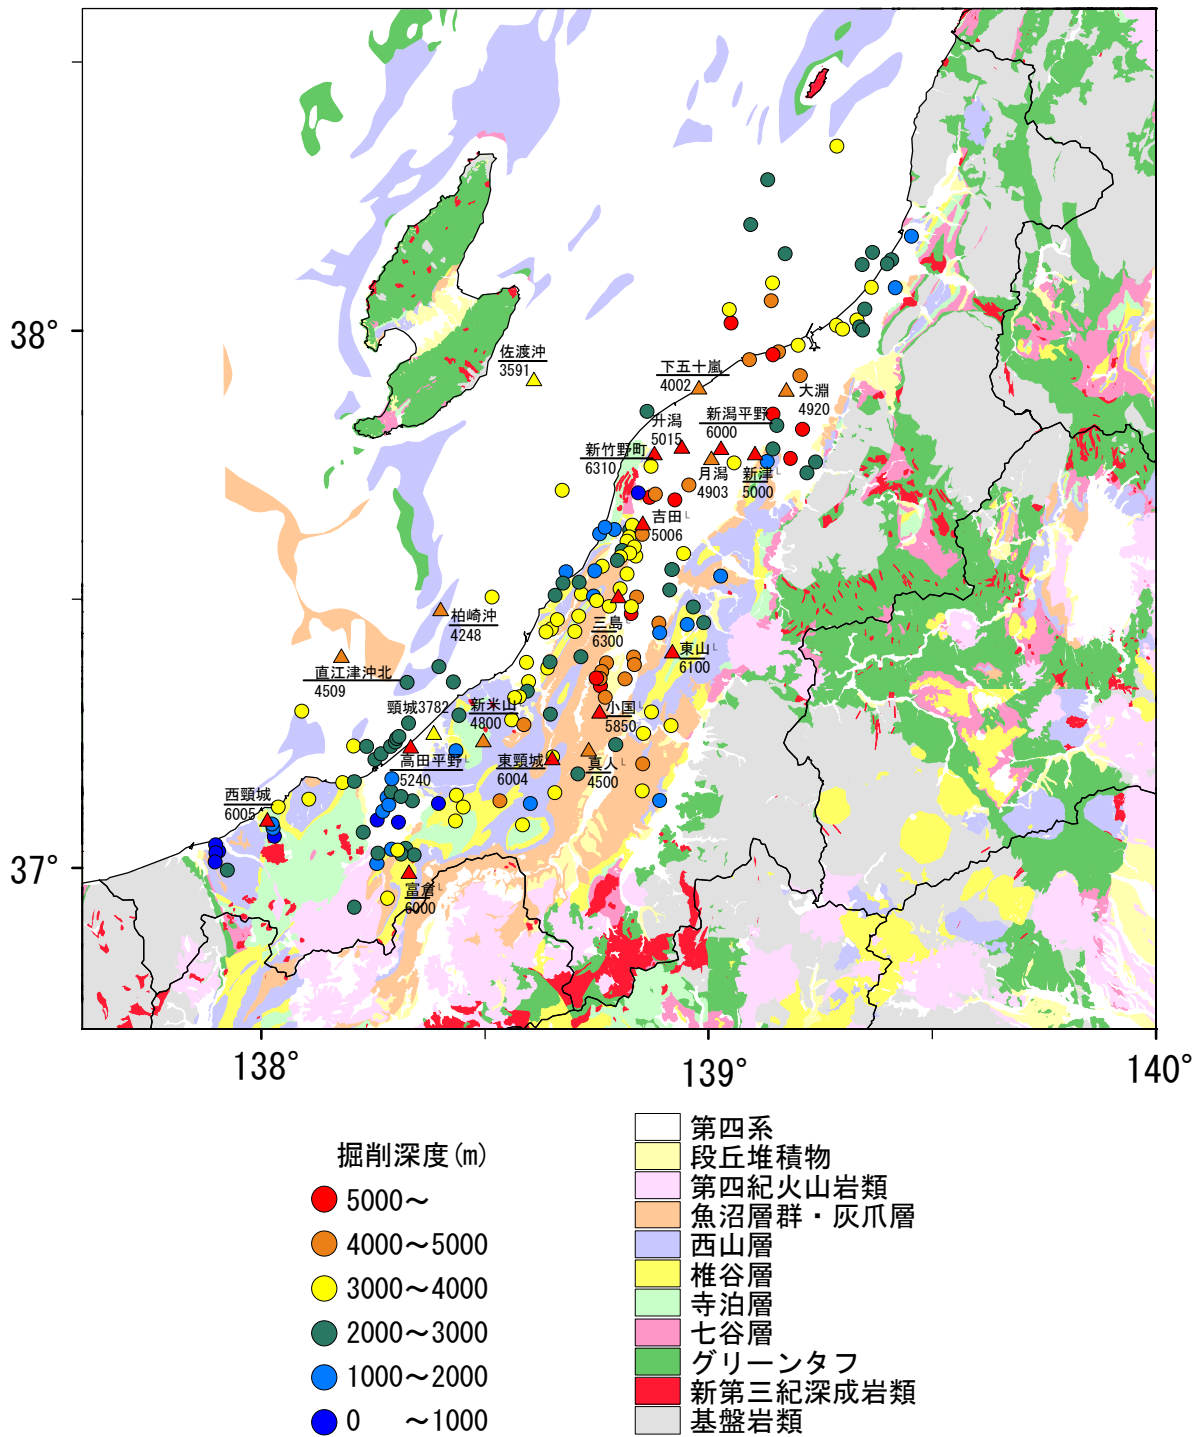 38°
37°
138°
139°
140°
佐渡沖
3591
下五十嵐
4002
大淵
4920
升潟
5015
新潟平野
6000
新竹野町
6310
月潟
4903
新津
5000
吉田
5006
柏崎沖
4248
三島
6300
東山
6100
直江津沖北
4509
頸城3782
新米山
4800
小国
5850
高田平野
5240
東頸城
6004
真人
4500
西頸城
6005
富倉
6000
掘削深度(m)
5000～
4000～5000
3000～4000
2000～3000
1000～2000
0 ～1000
第四系
段丘堆積物
第四紀火山岩類
魚沼層群・灰爪層
西山層
椎谷層
寺泊層
七谷層
グリーンタフ
新第三紀深成岩類
基盤岩類